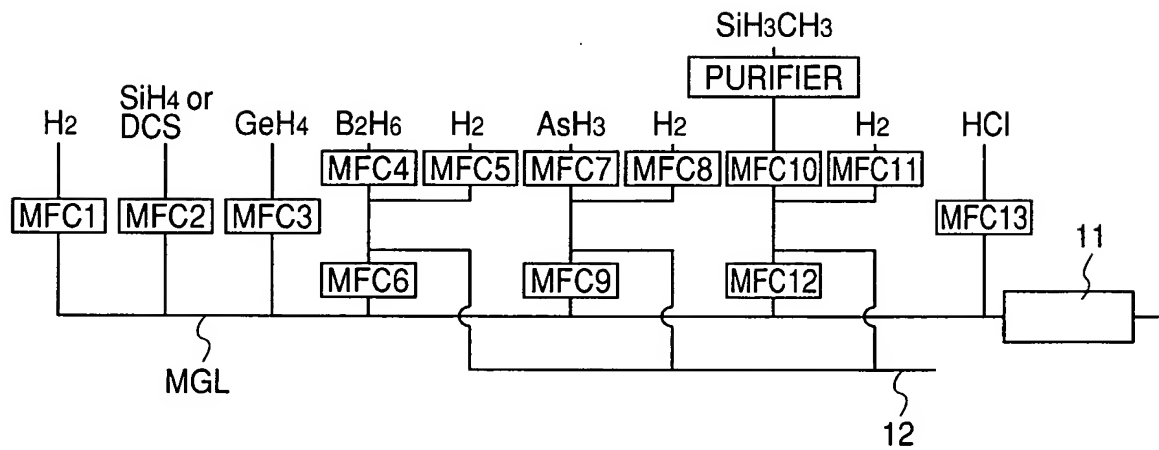 SiH3CH3
PURIFIER
SiH4 or
DCS
H2
GeH4
B2H6
H2
AsH3
H2
H2
HCl
MFC4
MFC5
MFC7
MFC8
MFC10
MFC11
MFC1
MFC2
MFC3
MFC13
11
MFC6
MFC9
MFC12
MGL
12